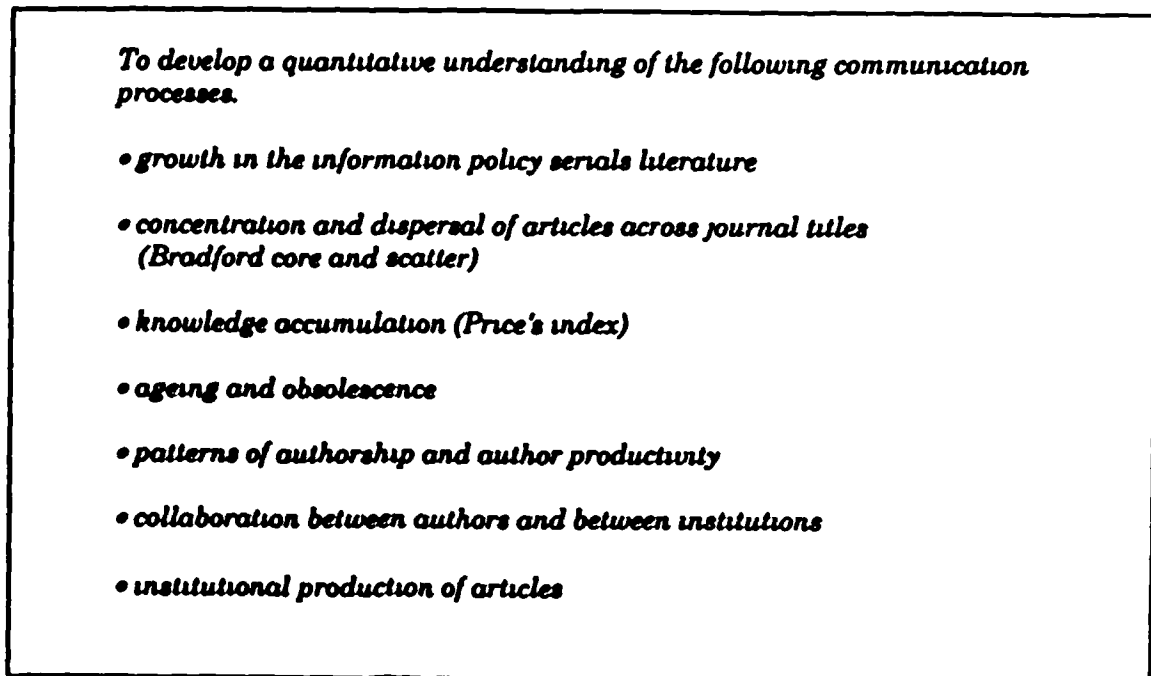 To develop a quantitative understanding of the following communication
processes.
• growth in the information policy serials literature
• concentration and dispersal of articles across journal titles
(Bradford core and scatter)
• knowledge accumulation (Price's index)
• ageing and obsolescence
• patterns of authorship and author productivity
• collaboration between authors and between institutions
• institutional production of articles